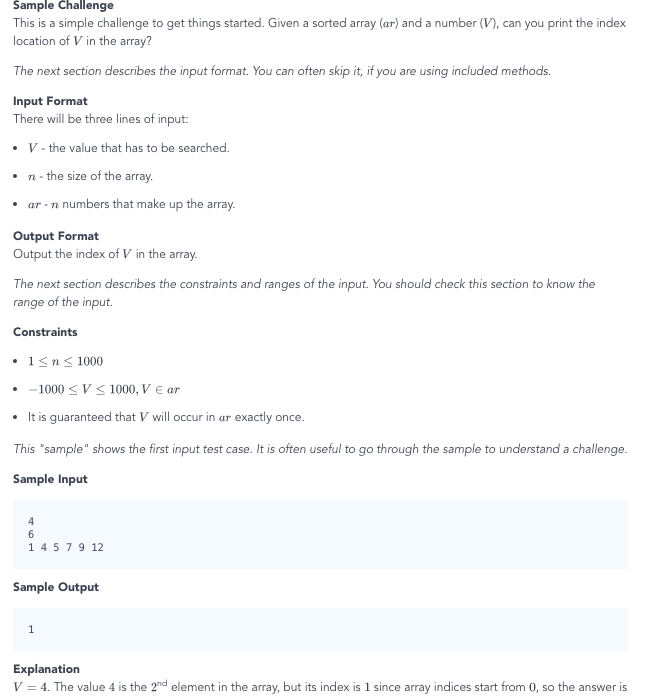 Sample Challenge
This is a simple challenge to get things started. Given a sorted array (ar) and a number (V), can you print the index
location of V in the array?
The next section describes the input format. You can often skip it, if you are using included methods.
Input Format
There will be three lines of input:
• V - the value that has to be searched.
• n - the size of the array.
• ar - n numbers that make up the array.
Output Format
Output the index of V in the array.
The next section describes the constraints and ranges of the input. You should check this section to know the
range of the input.
Constraints
• 1 ≤ n ≤ 1000
• −1000 ≤ V ≤ 1000, V ∈ ar
• It is guaranteed that V will occur in ar exactly once.
This "sample" shows the first input test case. It is often useful to go through the sample to understand a challenge.
Sample Input
4
6
1 4 5 7 9 12
Sample Output
1
Explanation
V = 4. The value 4 is the 2nd element in the array, but its index is 1 since array indices start from 0, so the answer is